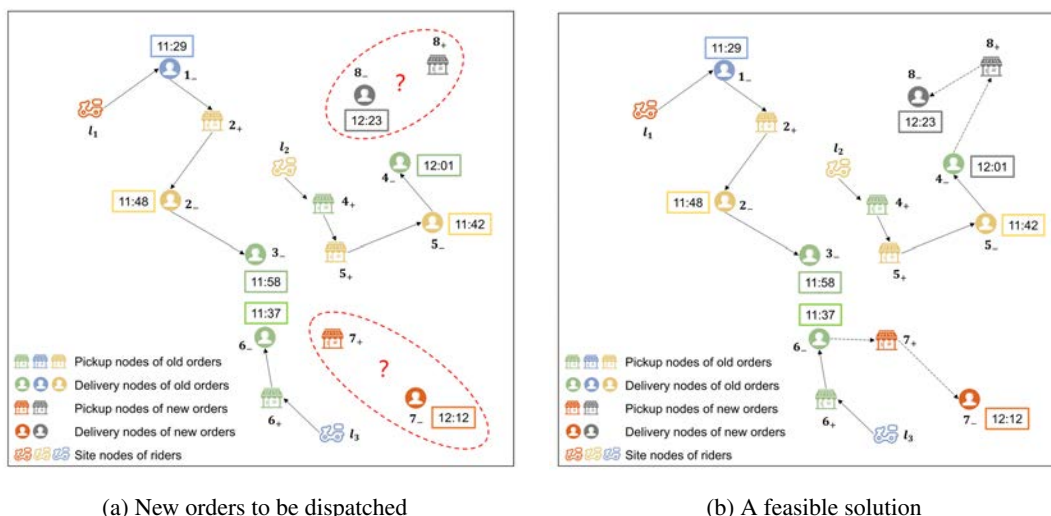 11:29
1₋
l₁
2₊
8₊
8₋
?
12:23
l₂
12:01
4₋
11:48
2₋
4₊
11:42
5₋
5₊
3₋
11:58
11:37
6₋
7₊
?
Pickup nodes of old orders
Delivery nodes of old orders
Pickup nodes of new orders
Delivery nodes of new orders
Site nodes of riders
6₊
7₋
12:12
l₃
(a) New orders to be dispatched
11:29
1₋
l₁
2₊
8₊
8₋
12:23
l₂
12:01
4₋
11:48
2₋
4₊
11:42
5₋
5₊
3₋
11:58
11:37
6₋
7₊
Pickup nodes of old orders
Delivery nodes of old orders
Pickup nodes of new orders
Delivery nodes of new orders
Site nodes of riders
6₊
7₋
12:12
l₃
(b) A feasible solution